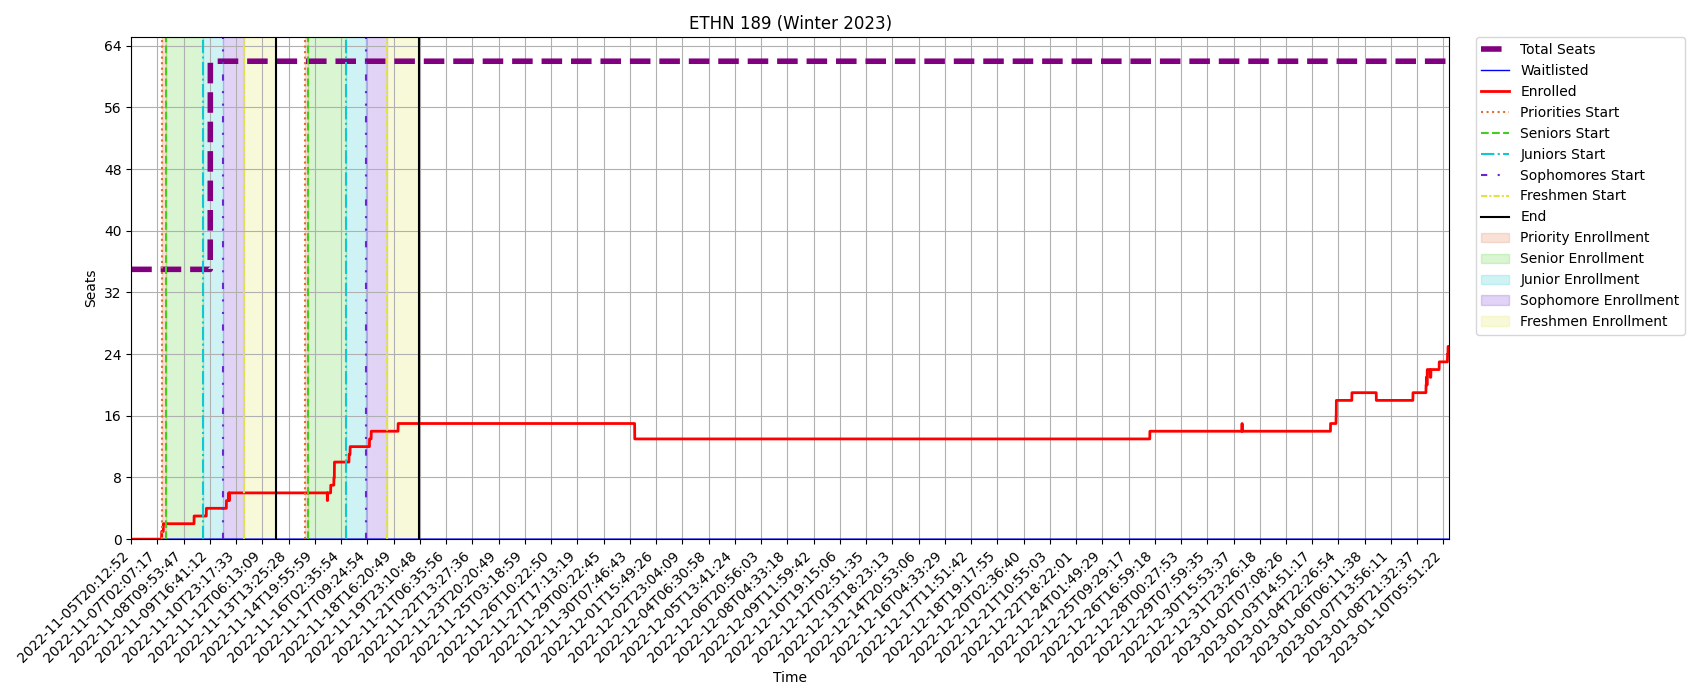 ETHN 189 (Winter 2023)
64
56
48
40
32
24
16
8
0
Seats
2022-11-05T20:12:52
2022-11-07T02:07:17
2022-11-08T09:53:47
2022-11-09T16:41:12
2022-11-10T23:17:33
2022-11-12T06:13:09
2022-11-13T13:25:28
2022-11-14T19:55:59
2022-11-16T02:35:54
2022-11-17T09:24:54
2022-11-18T16:20:49
2022-11-19T23:10:48
2022-11-21T06:35:56
2022-11-22T13:27:36
2022-11-23T20:20:49
2022-11-25T03:18:59
2022-11-26T10:22:50
2022-11-27T17:13:19
2022-11-29T00:22:45
2022-11-30T07:46:43
2022-12-01T15:49:26
2022-12-02T23:04:09
2022-12-04T06:30:58
2022-12-05T13:41:24
2022-12-06T20:56:03
2022-12-08T04:33:18
2022-12-09T11:59:42
2022-12-10T19:15:06
2022-12-12T02:51:35
2022-12-13T18:23:13
2022-12-14T20:53:06
2022-12-16T04:33:29
2022-12-17T11:51:42
2022-12-18T19:17:55
2022-12-20T02:36:40
2022-12-21T10:55:03
2022-12-22T18:22:01
2022-12-24T01:49:29
2022-12-25T09:29:17
2022-12-26T16:59:18
2022-12-28T00:27:53
2022-12-29T07:59:35
2022-12-30T15:53:37
2022-12-31T23:26:18
2023-01-02T07:08:26
2023-01-03T14:51:17
2023-01-04T22:26:54
2023-01-06T06:11:38
2023-01-07T13:56:11
2023-01-08T21:32:37
2023-01-10T05:51:22
Time
Total Seats
Waitlisted
Enrolled
Priorities Start
Seniors Start
Juniors Start
Sophomores Start
Freshmen Start
End
Priority Enrollment
Senior Enrollment
Junior Enrollment
Sophomore Enrollment
Freshmen Enrollment